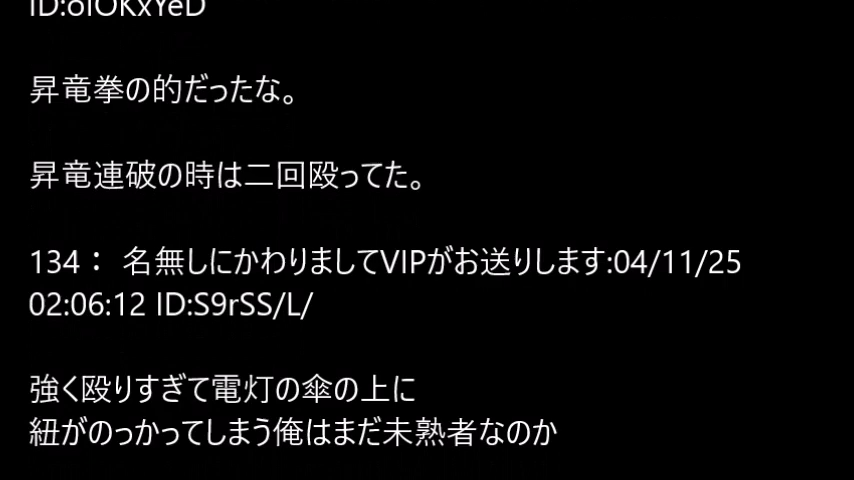 昇竜拳の的だったな。
昇竜連破の時は二回殴ってた。
134： 名無しにかわりましてVIPがお送りします:04/11/25
02:06:12 ID:S9rSS/L/
強く殴りすぎて電灯の傘の上に
紐がのっかってしまう俺はまだ未熟者なのか